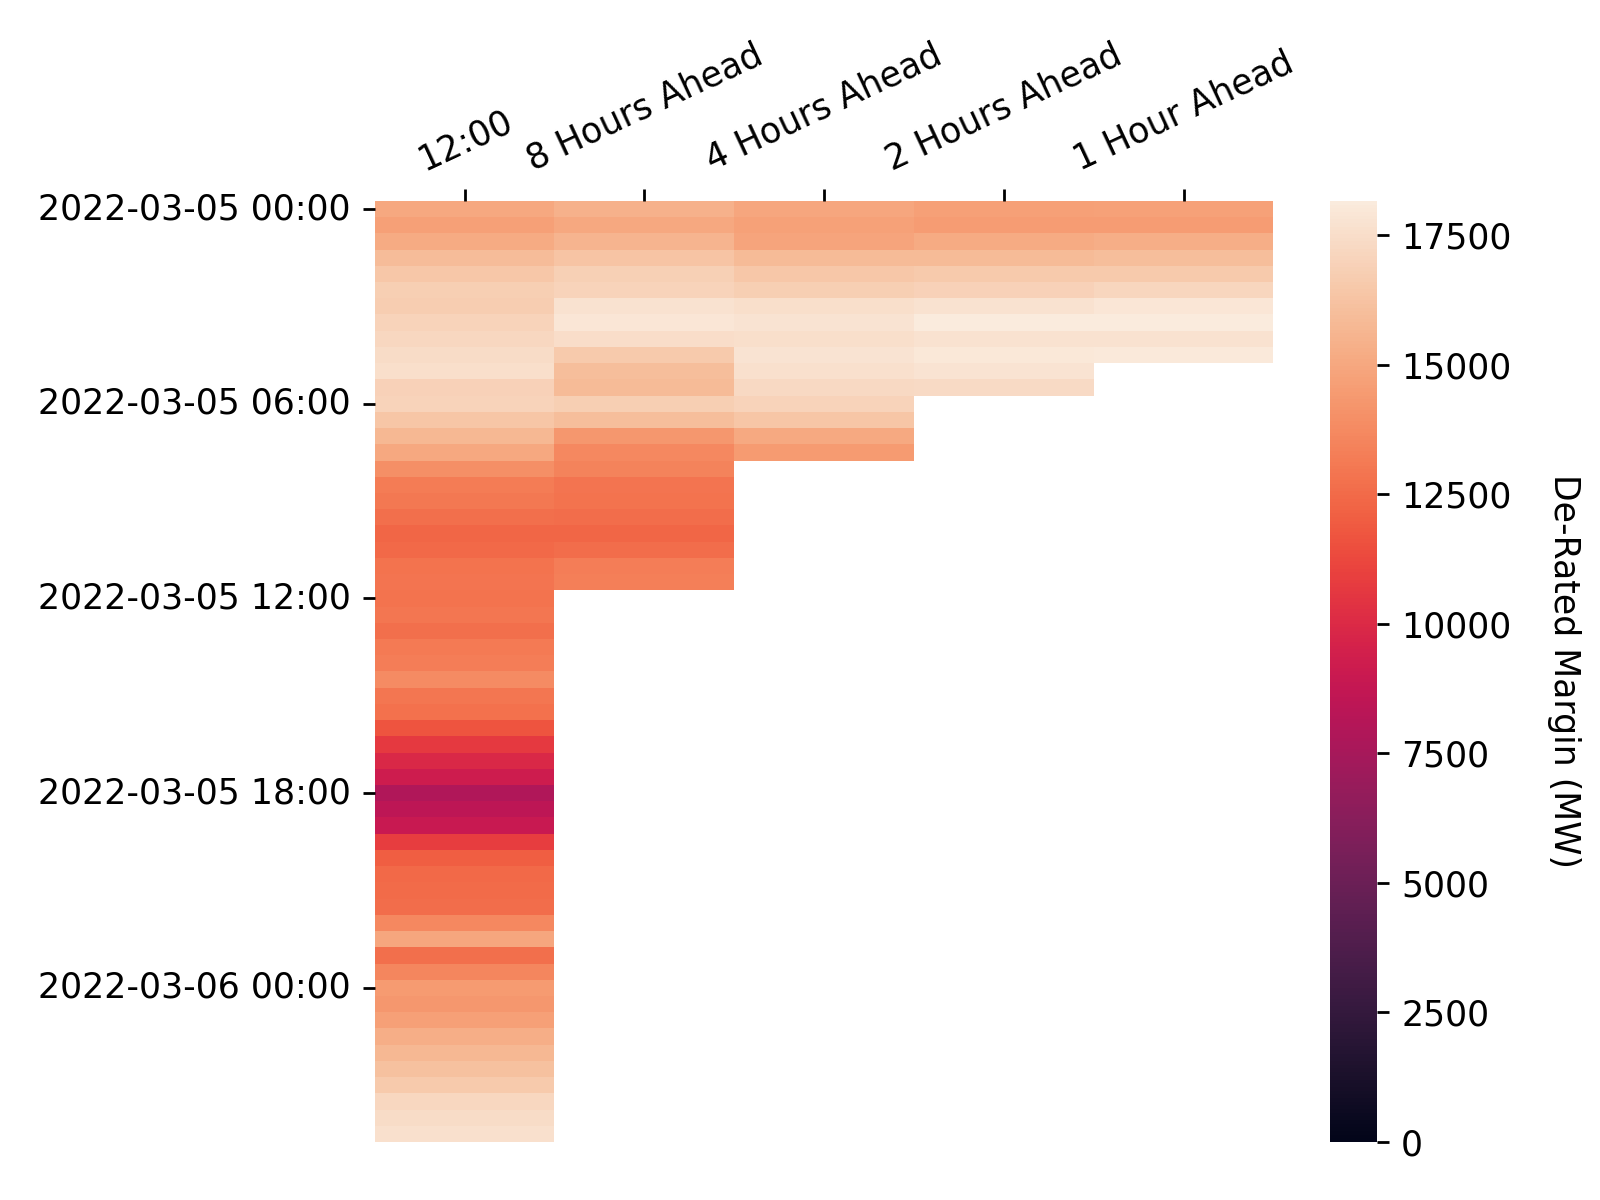 12:00
8 Hours Ahead
4 Hours Ahead
2 Hours Ahead
1 Hour Ahead
2022-03-05 00:00
2022-03-05 06:00
2022-03-05 12:00
2022-03-05 18:00
2022-03-06 00:00
17500
15000
12500
10000
7500
5000
2500
0
De-Rated Margin (MW)